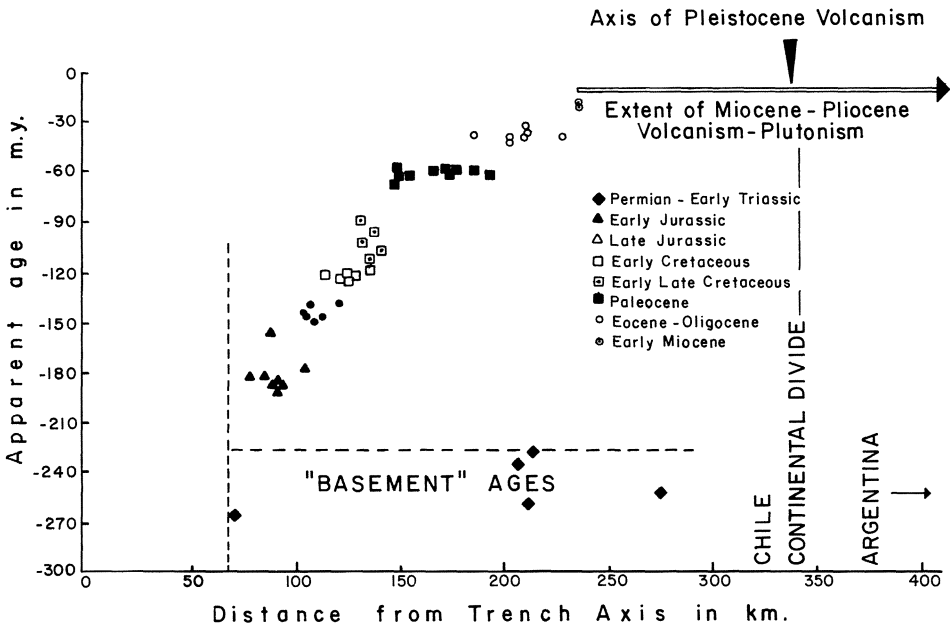 Axis of Pleistocene Volcanism
Extent of Miocene-Pliocene
Volcanism-Plutonism
Apparent age in m.y.
0
-30
-60
-90
-120
-150
-180
-210
-240
-270
-300
Permian-Early Triassic
Early Jurassic
Late Jurassic
Early Cretaceous
Early Late Cretaceous
Paleocene
Eocene-Oligocene
Early Miocene
"BASEMENT" AGES
CHILE
CONTINENTAL DIVIDE
ARGENTINA
0
50
100
150
200
250
300
350
400
Distance from Trench Axis in km.